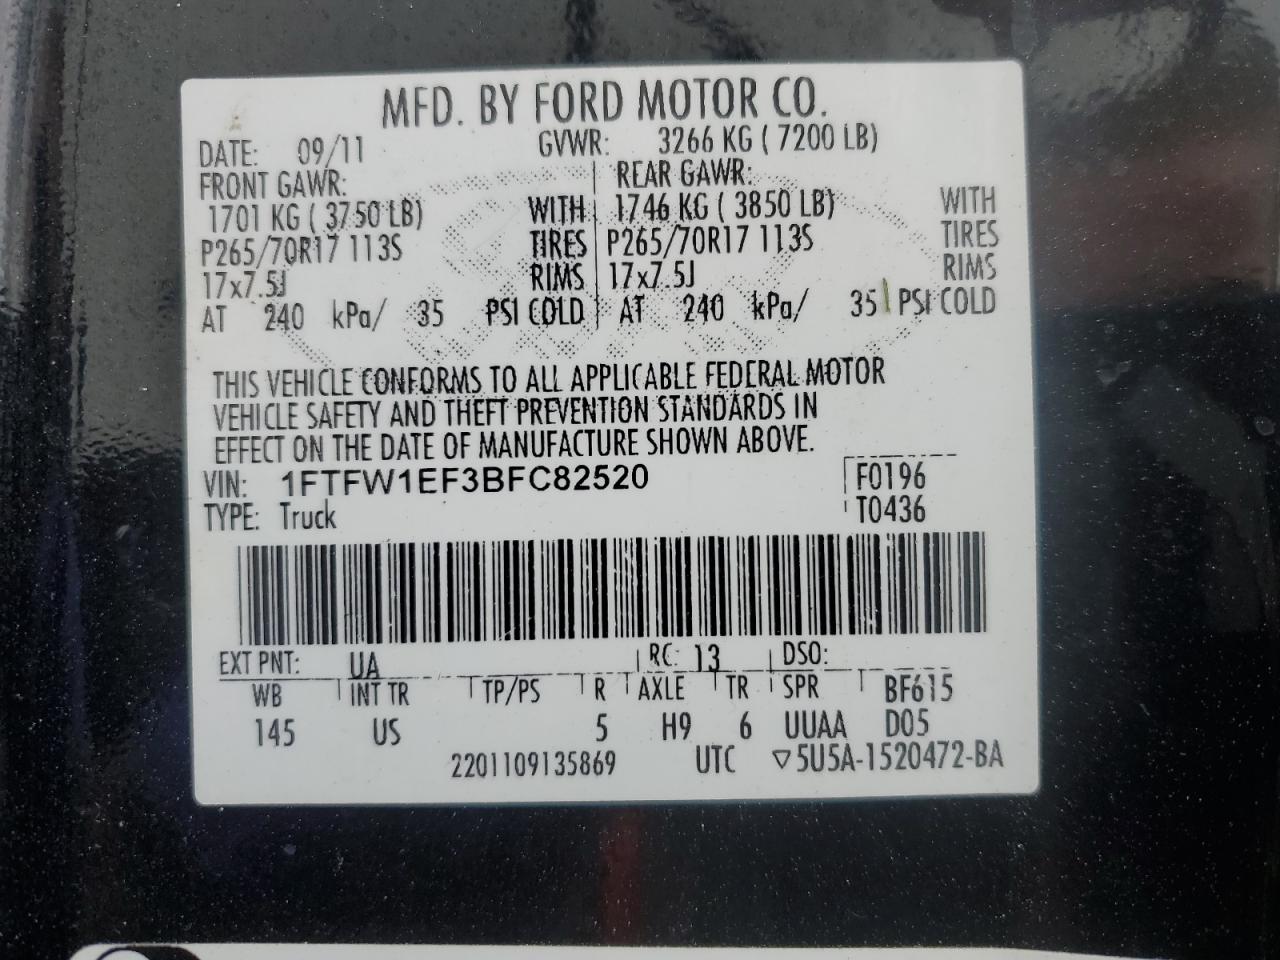 MFD. BY FORD MOTOR CO.
DATE: 09/11 GVWR: 3266 KG ( 7200 LB)
FRONT GAWR: REAR GAWR:
1701 KG ( 3750 LB) WITH 1746 KG ( 3850 LB) WITH
P265/70R17 113S TIRES P265/70R17 113S TIRES
17x7.5J RIMS 17x7.5J RIMS
AT 240 kPa/ 35 PSI COLD AT 240 kPa/ 35 PSI COLD
THIS VEHICLE CONFORMS TO ALL APPLICABLE FEDERAL MOTOR
VEHICLE SAFETY AND THEFT PREVENTION STANDARDS IN
EFFECT ON THE DATE OF MANUFACTURE SHOWN ABOVE.
VIN: 1FTFW1EF3BFC82520 F0196
TYPE: Truck T0436
EXT PNT: UA RC: 13 DSO:
WB INT TR TP/PS R AXLE TR SPR BF615
145 US 5 H9 6 UUAA D05
2201109135869 UTC ▽5U5A-1520472-BA